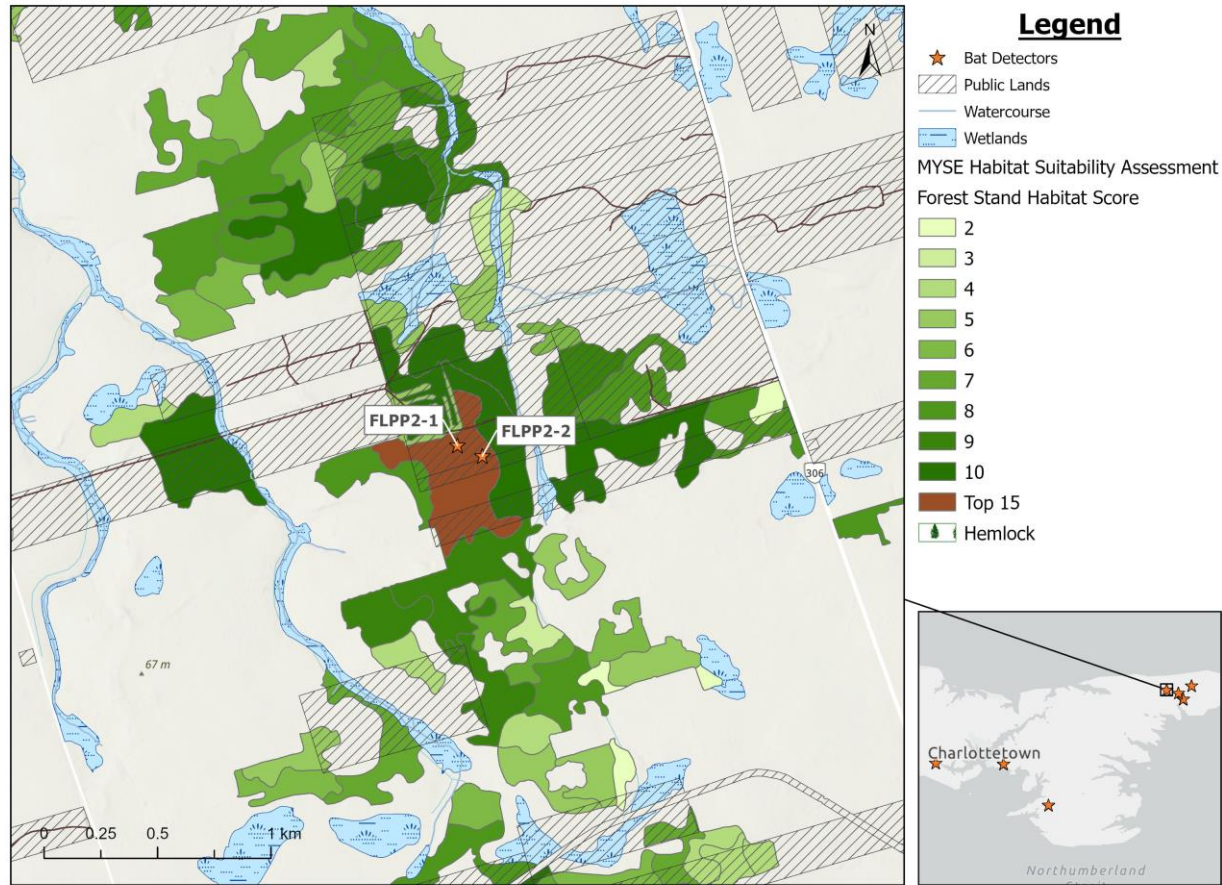 N
FLPP2-1
FLPP2-2
306
67 m
0 0.25 0.5 1 km
Legend
Bat Detectors
Public Lands
Watercourse
Wetlands
MYSE Habitat Suitability Assessment
Forest Stand Habitat Score
2
3
4
5
6
7
8
9
10
Top 15
Hemlock
Charlottetown
Northumberland